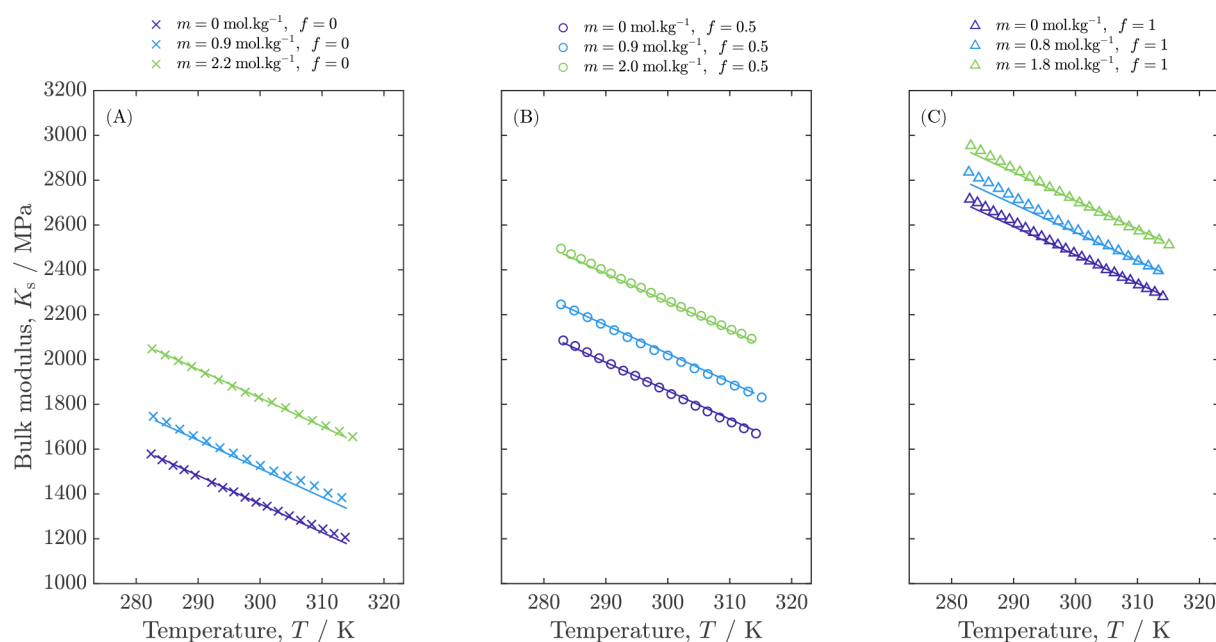 m = 0 mol.kg⁻¹, f = 0
m = 0.9 mol.kg⁻¹, f = 0
m = 2.2 mol.kg⁻¹, f = 0
m = 0 mol.kg⁻¹, f = 0.5
m = 0.9 mol.kg⁻¹, f = 0.5
m = 2.0 mol.kg⁻¹, f = 0.5
m = 0 mol.kg⁻¹, f = 1
m = 0.8 mol.kg⁻¹, f = 1
m = 1.8 mol.kg⁻¹, f = 1
Bulk modulus, Kₛ / MPa
3200
3000
2800
2600
2400
2200
2000
1800
1600
1400
1200
1000
(A)
280 290 300 310 320
Temperature, T / K
(B)
280 290 300 310 320
Temperature, T / K
(C)
280 290 300 310 320
Temperature, T / K